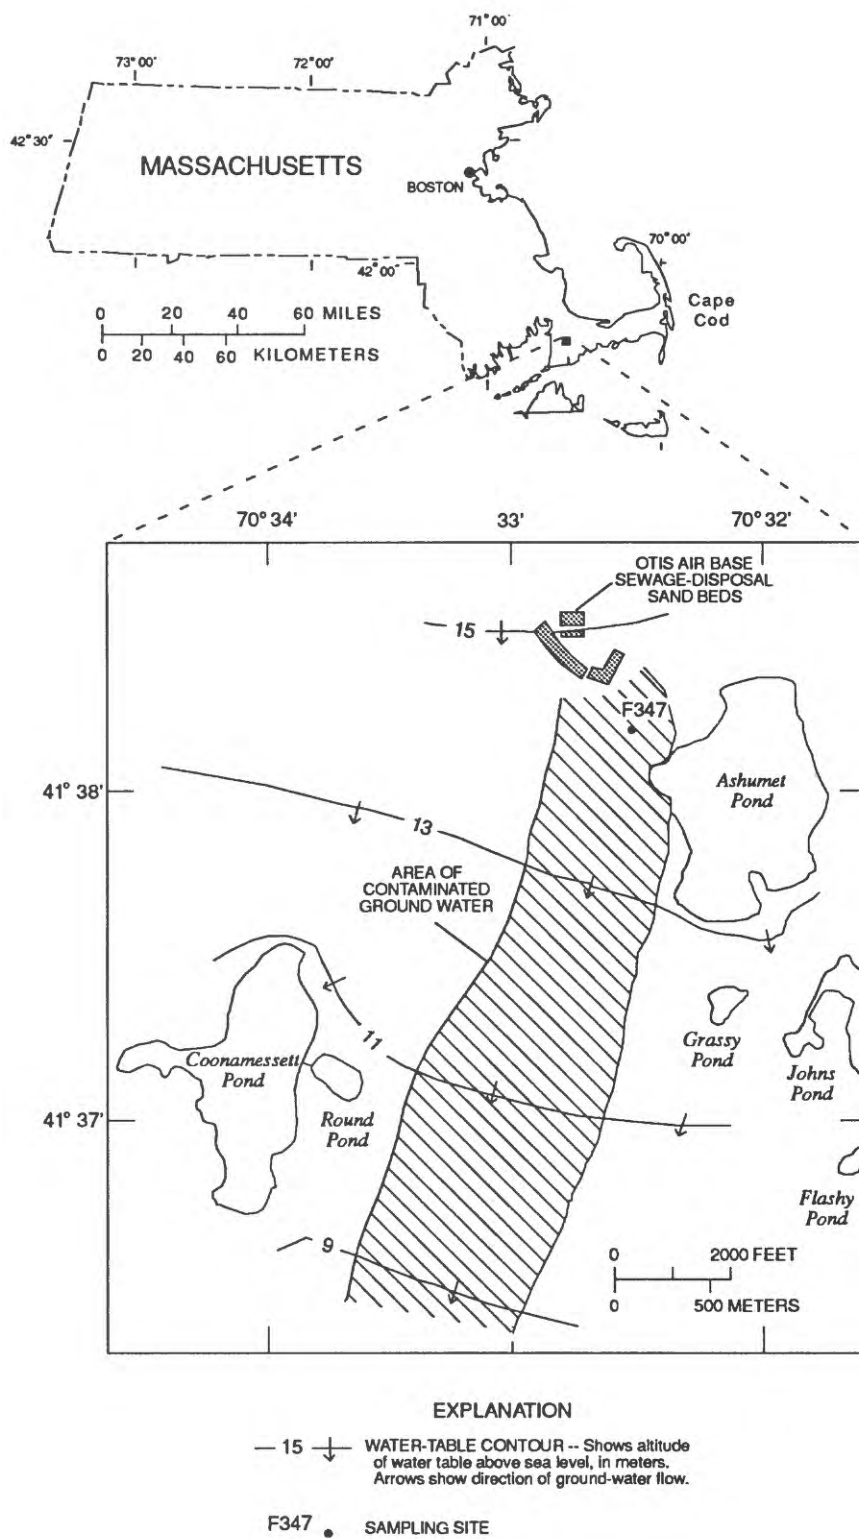 71°00'
73°00'
72°00'
42°30'
MASSACHUSETTS
BOSTON
70°00'
42°00'
Cape
Cod
0 20 40 60 MILES
0 20 40 60 KILOMETERS
70°34' 33' 70°32'
OTIS AIR BASE
SEWAGE-DISPOSAL
SAND BEDS
15
F347
41°38'
Ashumet
Pond
13
AREA OF
CONTAMINATED
GROUND WATER
11
Coonamessett
Pond
Grassy
Pond
Johns
Pond
41°37'
Round
Pond
Flashy
Pond
9
0 2000 FEET
0 500 METERS
EXPLANATION
15 WATER-TABLE CONTOUR -- Shows altitude
of water table above sea level, in meters.
Arrows show direction of ground-water flow.
F347 SAMPLING SITE